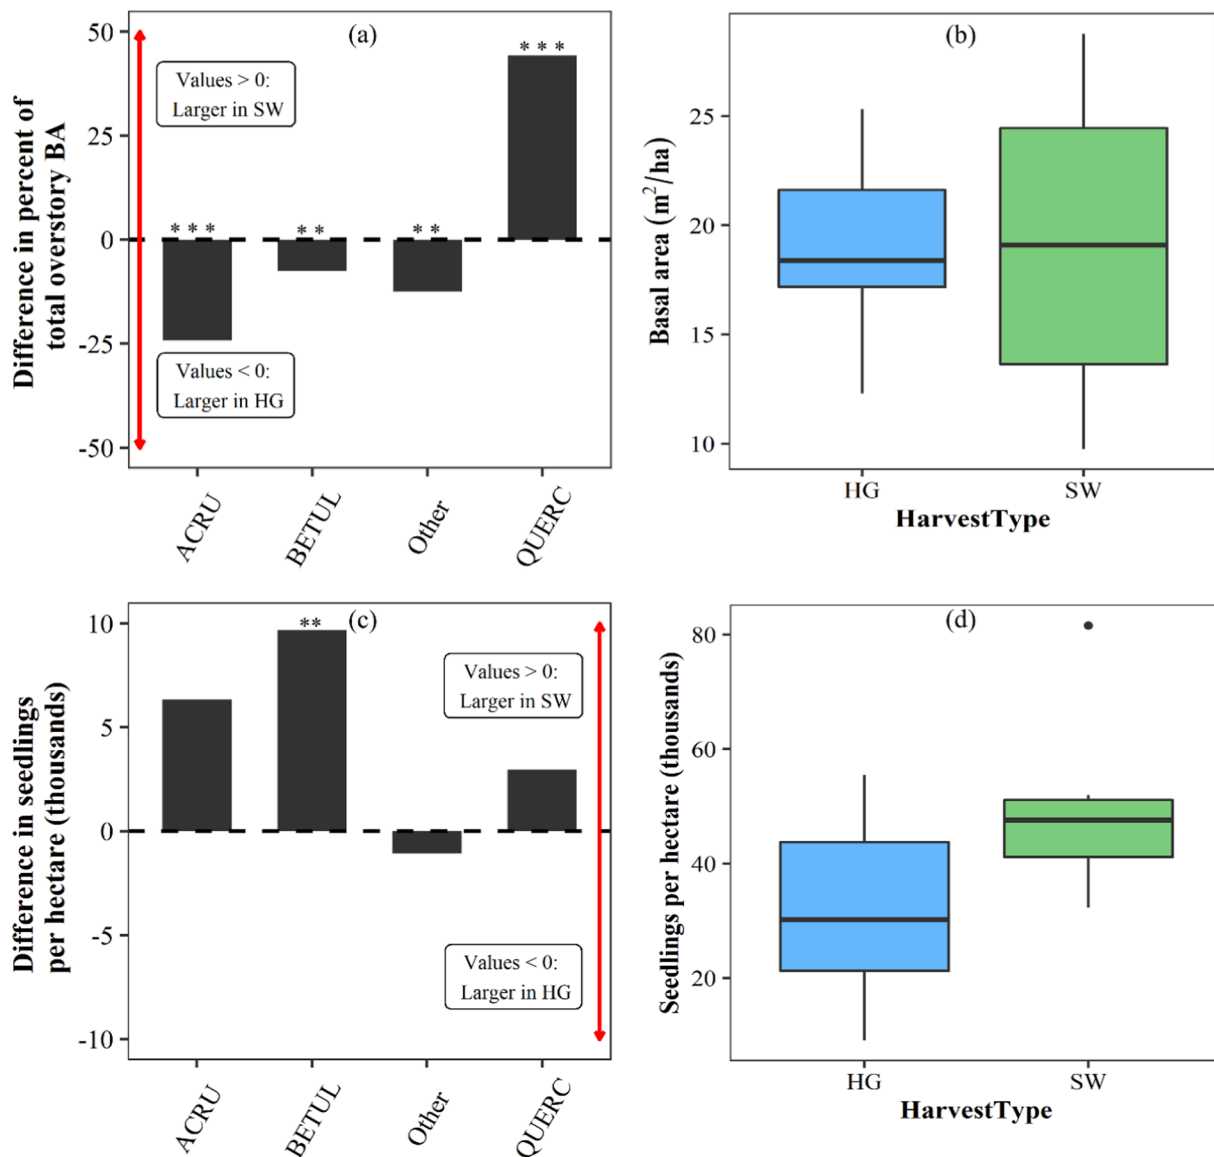 (a)
Difference in percent of
total overstory BA
50
25
0
-25
-50
Values > 0:
Larger in SW
Values < 0:
Larger in HG
* * *
* *
* *
* * *
ACRU
BETUL
Other
QUERC
(b)
Basal area (m²/ha)
25
20
15
10
HG
SW
HarvestType
(c)
Difference in seedlings
per hectare (thousands)
10
5
0
-5
-10
**
Values > 0:
Larger in SW
Values < 0:
Larger in HG
ACRU
BETUL
Other
QUERC
(d)
Seedlings per hectare (thousands)
80
60
40
20
HG
SW
HarvestType